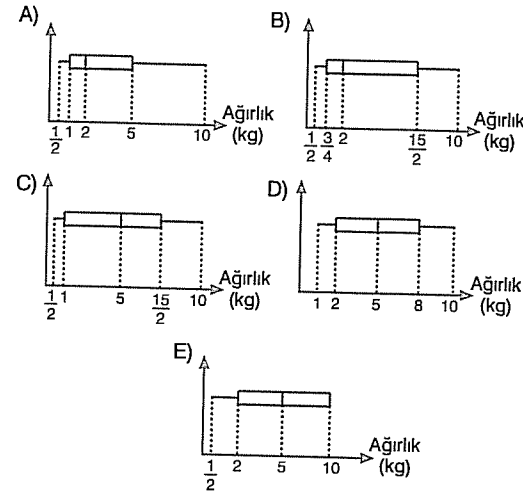 A)
Ağırlık
(kg)
1/2 1 2 5 10
B)
Ağırlık
(kg)
1/2 3/4 2 15/2 10
C)
Ağırlık
(kg)
1/2 1 5 15/2 10
D)
Ağırlık
(kg)
1 2 5 8 10
E)
Ağırlık
(kg)
1/2 2 5 10